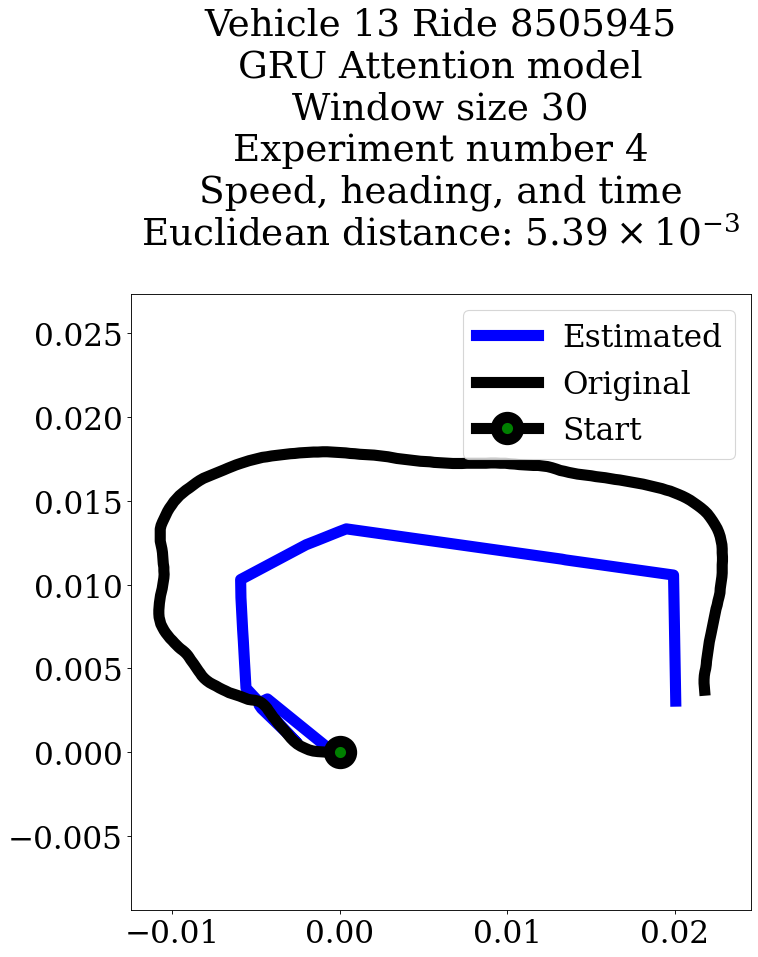 Vehicle 13 Ride 8505945
GRU Attention model
Window size 30
Experiment number 4
Speed, heading, and time
Euclidean distance: 5.39 × 10⁻³
Estimated
Original
Start
0.025
0.020
0.015
0.010
0.005
0.000
−0.005
−0.01 0.00 0.01 0.02